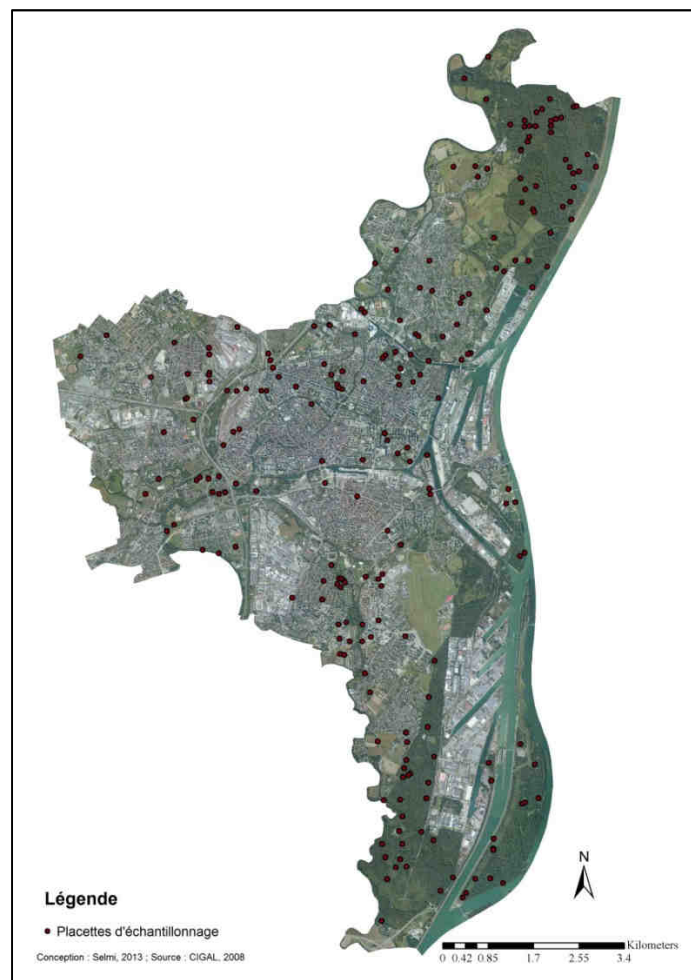 N
Légende
Placettes d'échantillonnage
Conception : Selmi, 2013 ; Source : CIGAL, 2008
Kilometers
0 0.42 0.85 1.7 2.55 3.4